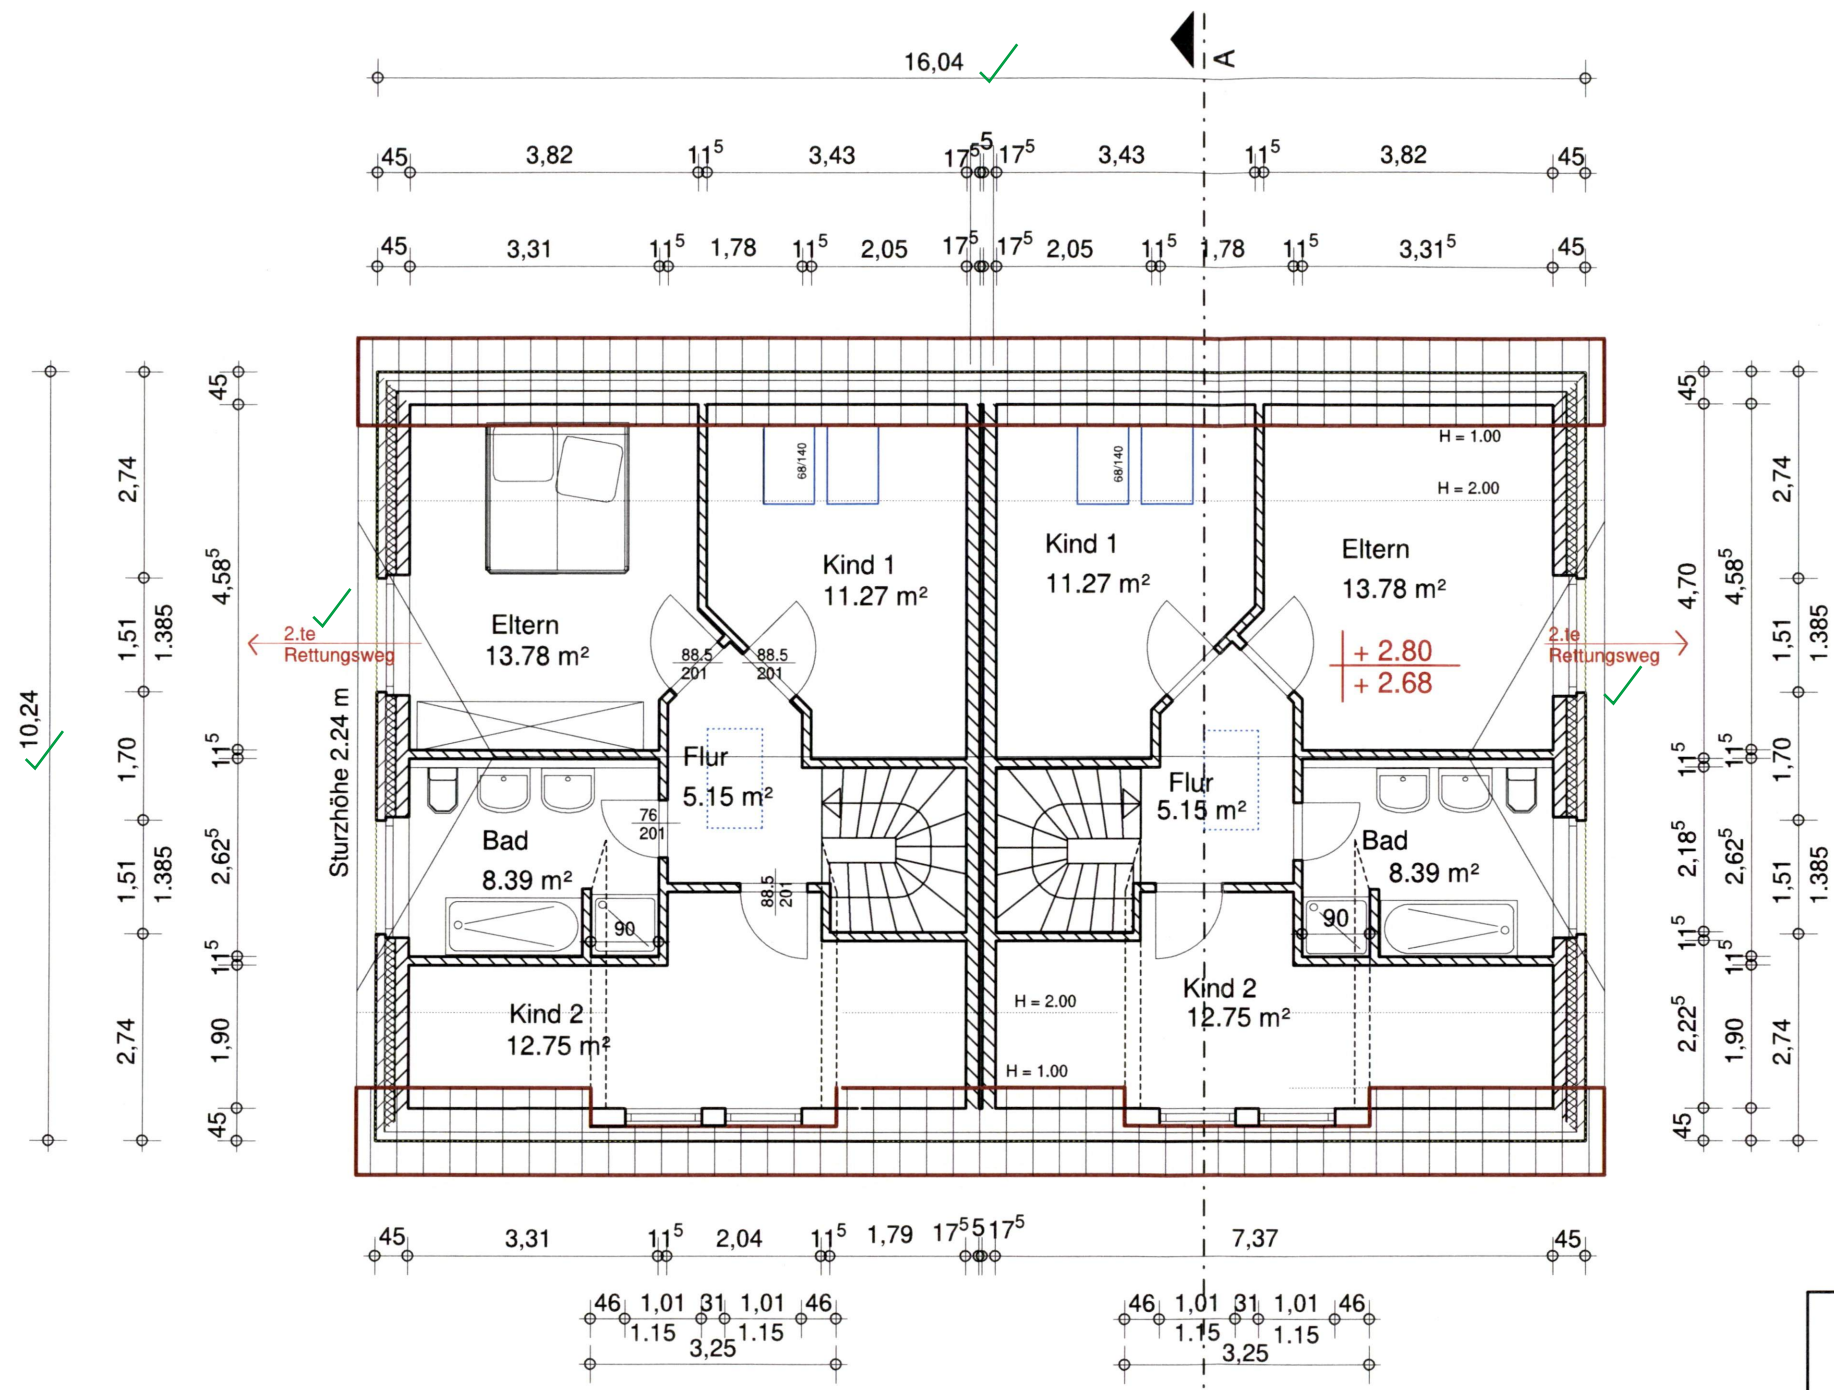 A
16,04
45 3,82 11⁵ 3,43 17⁵ 5 17⁵ 3,43 11⁵ 3,82 45
45 3,31 11⁵ 1,78 11⁵ 2,05 17⁵ 17⁵ 2,05 11⁵ 1,78 11⁵ 3,31⁵ 45
10,24
2,74
1,51
1.385
1,70
1,51
1.385
2,74
45
4,58⁵
11⁵
2,62⁵
11⁵
1,90
45
Sturzhöhe 2.24 m
2.te
Rettungsweg
Eltern
13.78 m²
68/140
Kind 1
11.27 m²
88.5
201
88.5
201
Flur
5.15 m²
76
201
Bad
8.39 m²
90
88.5
201
Kind 2
12.75 m²
68/140
Kind 1
11.27 m²
H = 1.00
H = 2.00
Eltern
13.78 m²
+ 2.80
+ 2.68
2.te
Rettungsweg
Flur
5.15 m²
Bad
8.39 m²
90
Kind 2
12.75 m²
H = 2.00
H = 1.00
45
4,70
11⁵
2,18⁵
11⁵
2,22⁵
45
4,58⁵
11⁵
2,62⁵
11⁵
1,90
2,74
1,51
1.385
1,70
1,51
1.385
2,74
45 3,31 11⁵ 2,04 11⁵ 1,79 17⁵ 5 17⁵ 7,37 45
46 1,01 31 1,01 46 46 1,01 31 1,01 46
1.15 1.15 1.15 1.15
3,25 3,25